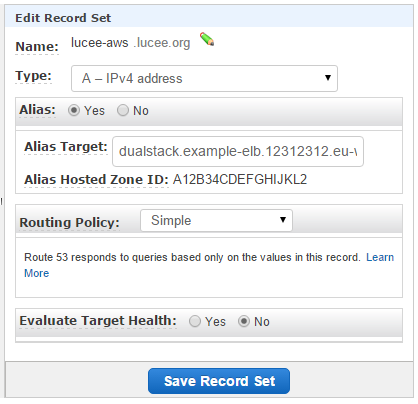 Edit Record Set
Name: lucee-aws .lucee.org
Type: A – IPv4 address
Alias: Yes No
Alias Target: dualstack.example-elb.12312312.eu-w
Alias Hosted Zone ID: A12B34CDEFGHIJKL2
Routing Policy: Simple
Route 53 responds to queries based only on the values in this record. Learn
More
Evaluate Target Health: Yes No
Save Record Set